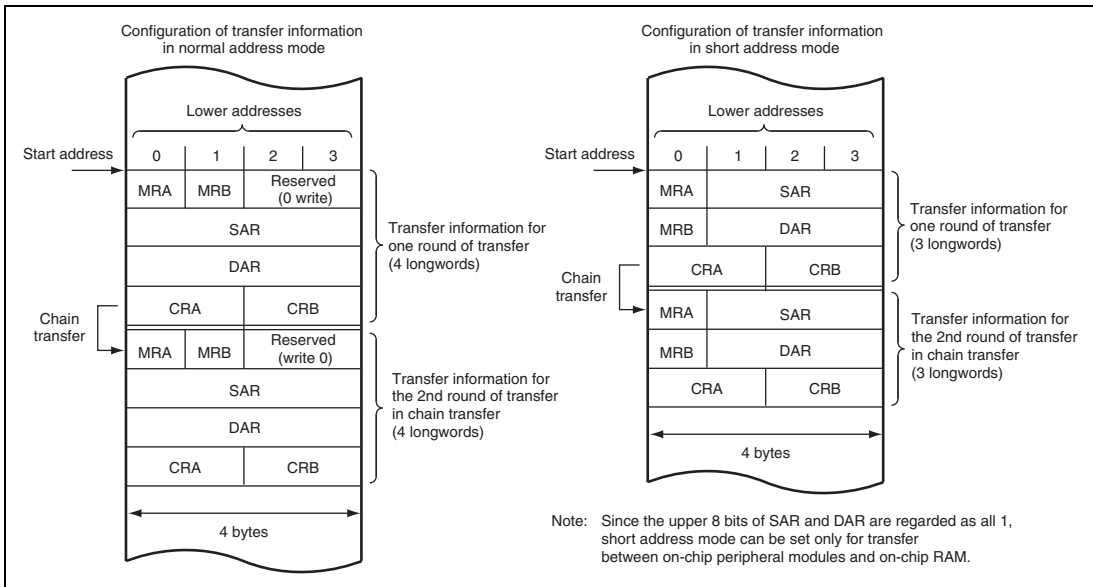 Configuration of transfer information
in normal address mode
Lower addresses
Start address
0 1 2 3
MRA MRB Reserved
(0 write)
SAR
DAR
CRA CRB
Transfer information for
one round of transfer
(4 longwords)
Chain
transfer
MRA MRB Reserved
(write 0)
SAR
DAR
CRA CRB
Transfer information for
the 2nd round of transfer
in chain transfer
(4 longwords)
4 bytes
Configuration of transfer information
in short address mode
Lower addresses
Start address
0 1 2 3
MRA SAR
MRB DAR
CRA CRB
Transfer information for
one round of transfer
(3 longwords)
Chain
transfer
MRA SAR
MRB DAR
CRA CRB
Transfer information for
the 2nd round of transfer
in chain transfer
(3 longwords)
4 bytes
Note: Since the upper 8 bits of SAR and DAR are regarded as all 1,
short address mode can be set only for transfer
between on-chip peripheral modules and on-chip RAM.